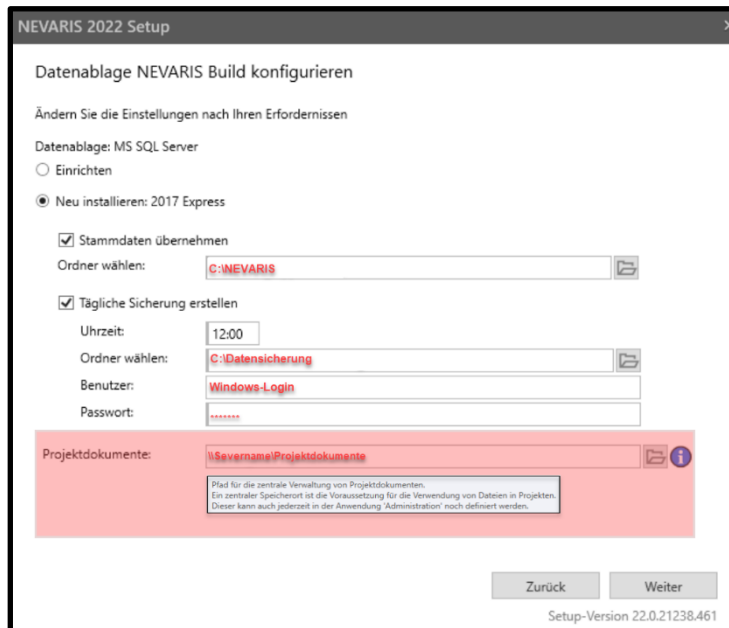 NEVARIS 2022 Setup
Datenablage NEVARIS Build konfigurieren
Ändern Sie die Einstellungen nach Ihren Erfordernissen
Datenablage: MS SQL Server
Einrichten
Neu installieren: 2017 Express
Stammdaten übernehmen
Ordner wählen: C:\NEVARIS
Tägliche Sicherung erstellen
Uhrzeit: 12:00
Ordner wählen: C:\Datensicherung
Benutzer: Windows-Login
Passwort: .......
Projektdokumente: \\Severname\Projektdokumente
Pfad für die zentrale Verwaltung von Projektdokumenten.
Ein zentraler Speicherort ist die Voraussetzung für die Verwendung von Dateien in Projekten.
Dieser kann auch jederzeit in der Anwendung 'Administration' noch definiert werden.
Zurück Weiter
Setup-Version 22.0.21238.461